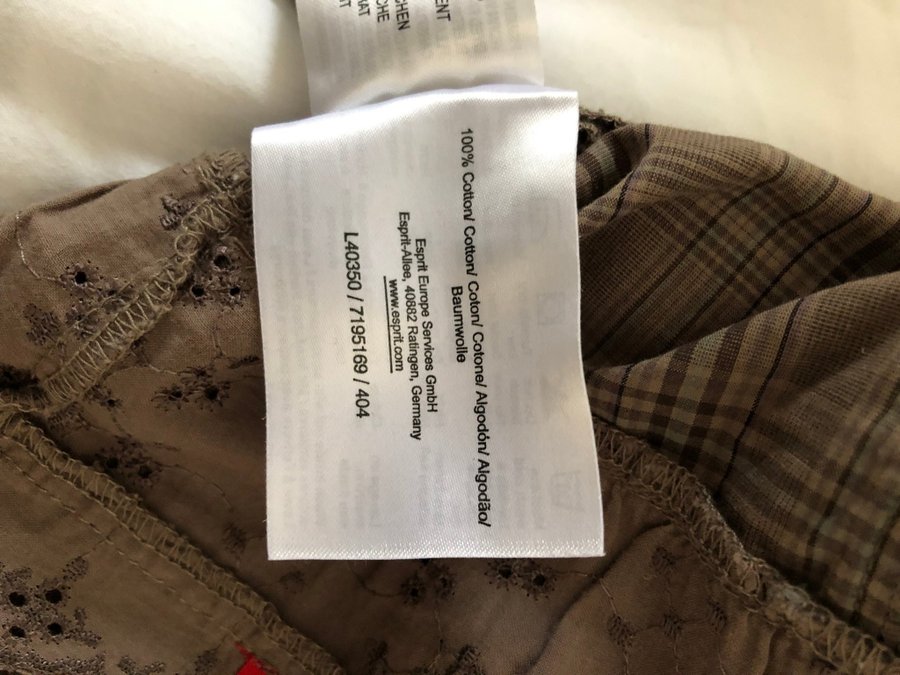 100% Cotton/ Cotton/ Coton/ Cotone/ Algodón/ Algodão/
Baumwolle
Esprit Europe Services GmbH
Esprit-Allee, 40882 Ratingen, Germany
www.esprit.com
L40350 / 7195169 / 404